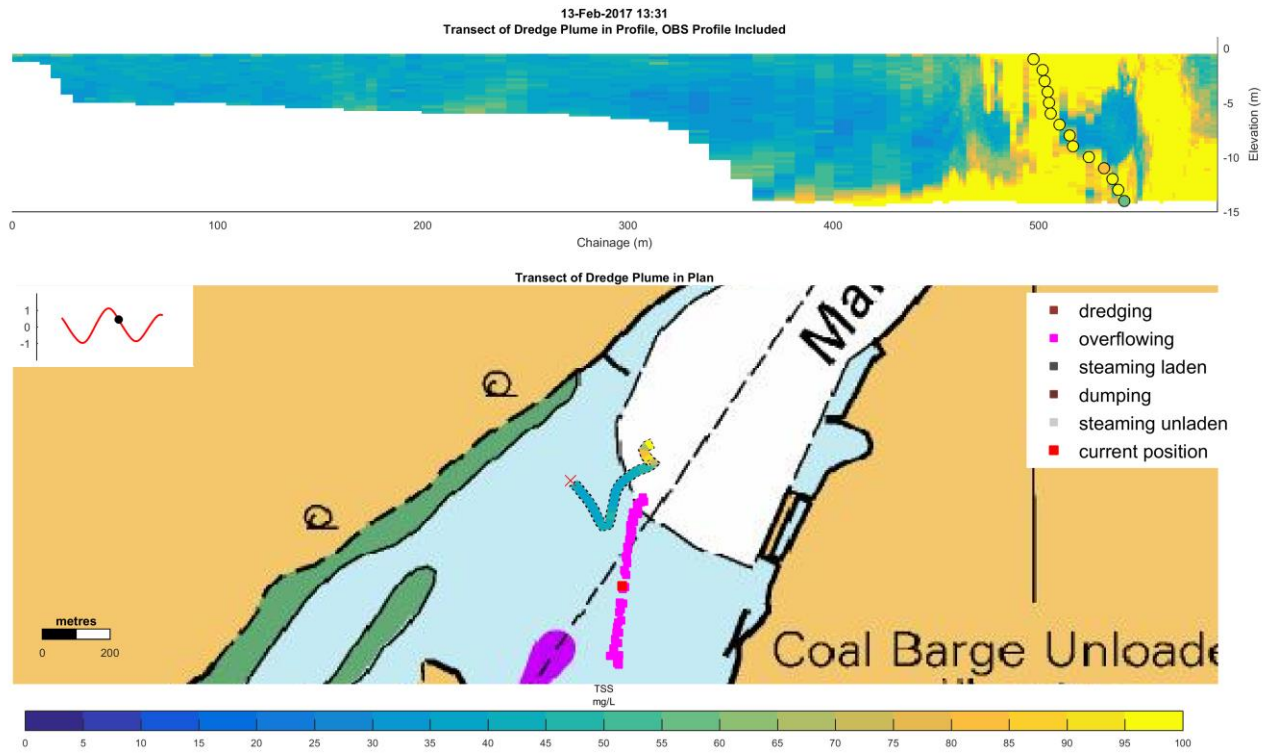 13-Feb-2017 13:31
Transect of Dredge Plume in Profile, OBS Profile Included
0
-5
-10
-15
Elevation (m)
0 100 200 300 400 500
Chainage (m)
Transect of Dredge Plume in Plan
1
0
-1
Mai
dredging
overflowing
steaming laden
dumping
steaming unladen
current position
metres
0 200
Coal Barge Unloade
TSS
mg/L
0 5 10 15 20 25 30 35 40 45 50 55 60 65 70 75 80 85 90 95 100